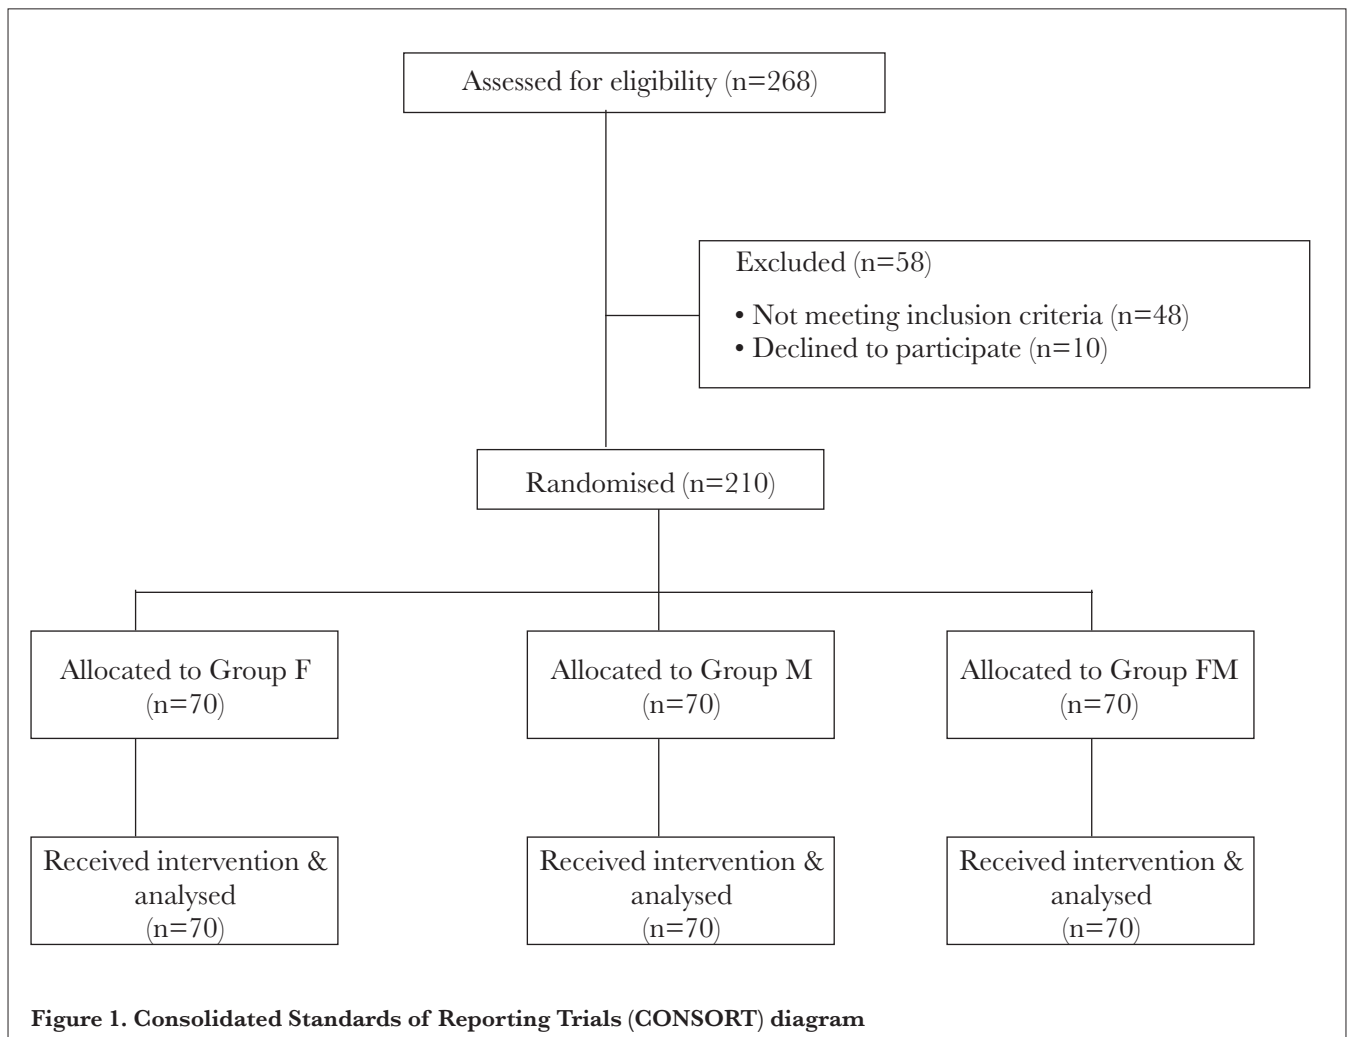 Assessed for eligibility (n=268)
Excluded (n=58)
• Not meeting inclusion criteria (n=48)
• Declined to participate (n=10)
Randomised (n=210)
Allocated to Group F
(n=70)
Allocated to Group M
(n=70)
Allocated to Group FM
(n=70)
Received intervention &
analysed
(n=70)
Received intervention &
analysed
(n=70)
Received intervention &
analysed
(n=70)
Figure 1. Consolidated Standards of Reporting Trials (CONSORT) diagram